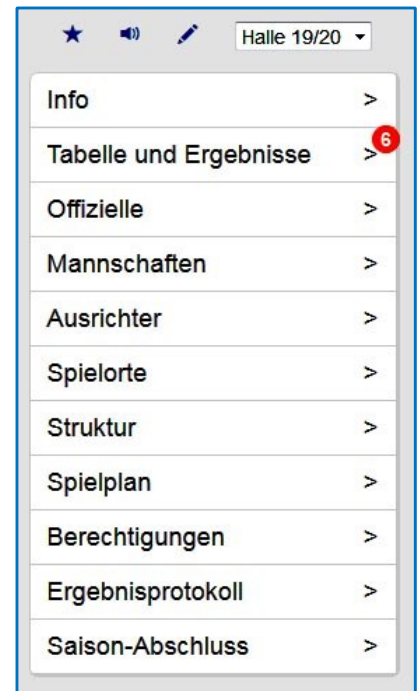 Halle 19/20
Info >
Tabelle und Ergebnisse > 6
Offizielle >
Mannschaften >
Ausrichter >
Spielorte >
Struktur >
Spielplan >
Berechtigungen >
Ergebnisprotokoll >
Saison-Abschluss >